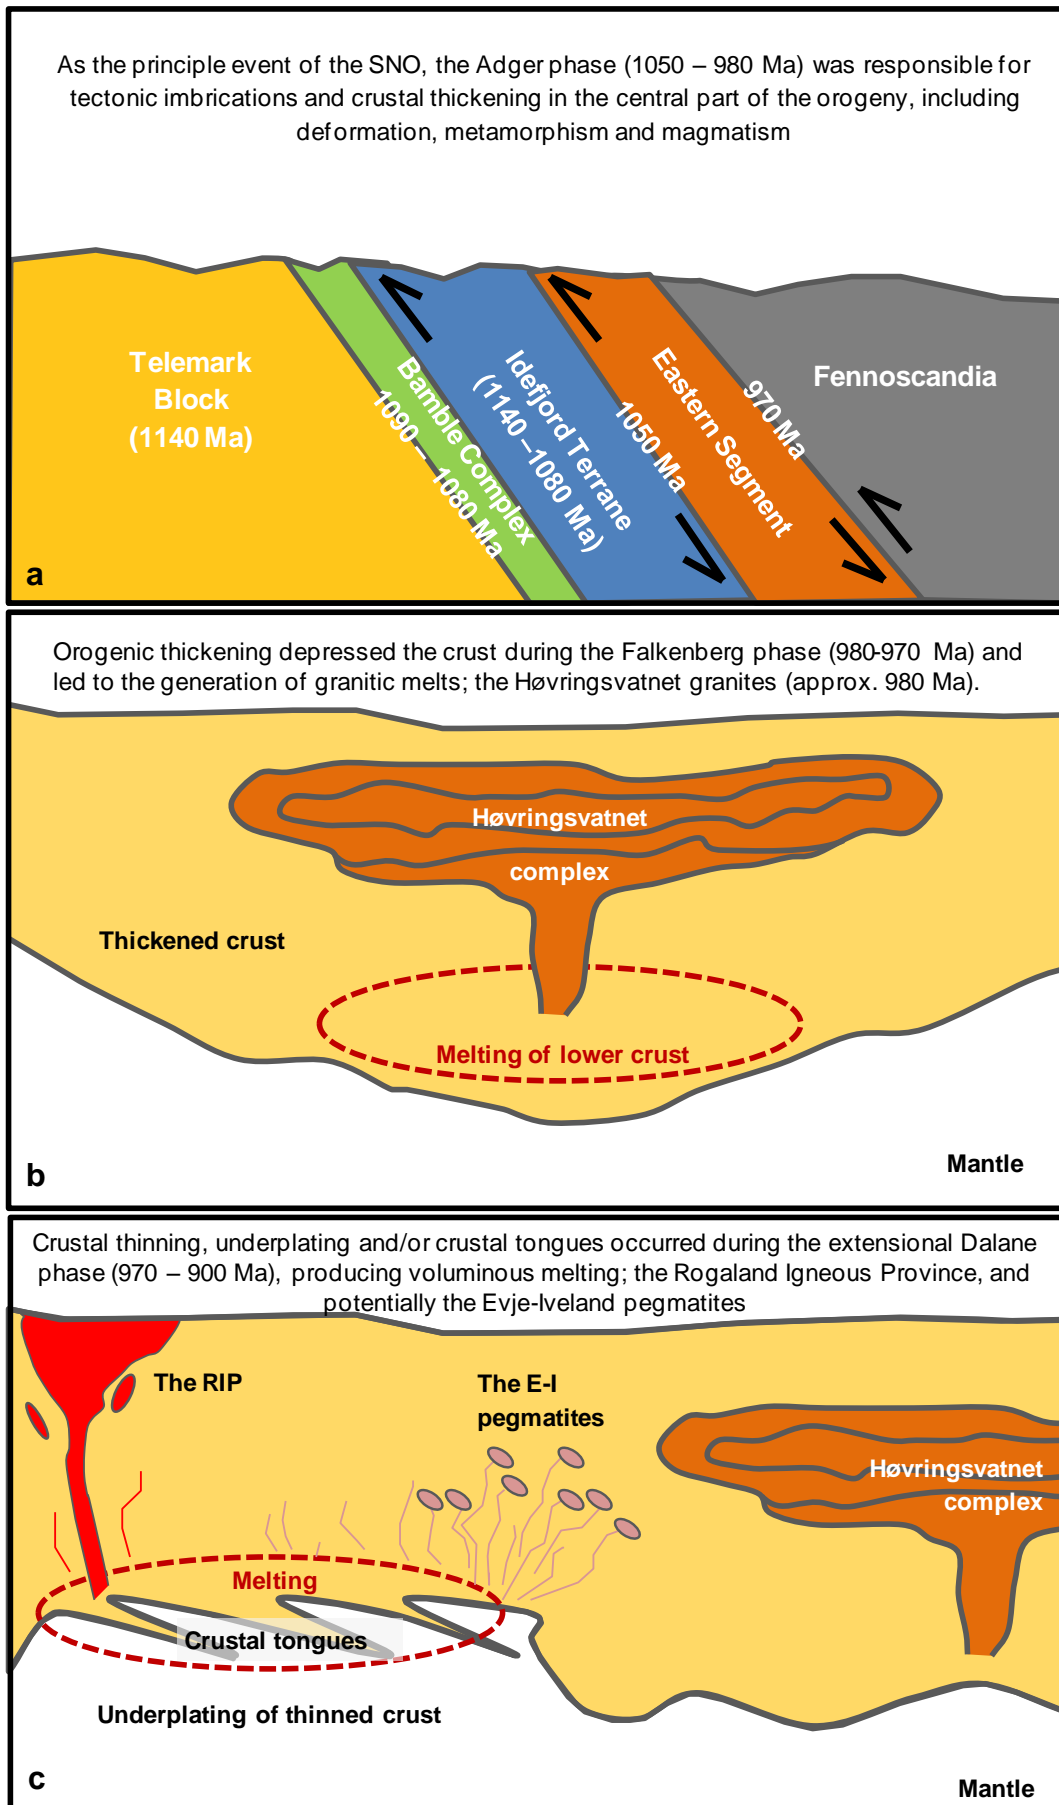 As the principle event of the SNO, the Adger phase (1050 – 980 Ma) was responsible for
tectonic imbrications and crustal thickening in the central part of the orogeny, including
deformation, metamorphism and magmatism
Telemark
Block
(1140 Ma)
Bamble Complex
1090 – 1080 Ma
Idefjord Terrane
(1140 –1080 Ma)
1050 Ma
Eastern Segment
970 Ma
Fennoscandia
a
Orogenic thickening depressed the crust during the Falkenberg phase (980-970 Ma) and
led to the generation of granitic melts; the Høvringsvatnet granites (approx. 980 Ma).
Høvringsvatnet
complex
Thickened crust
Melting of lower crust
Mantle
b
Crustal thinning, underplating and/or crustal tongues occurred during the extensional Dalane
phase (970 – 900 Ma), producing voluminous melting; the Rogaland Igneous Province, and
potentially the Evje-Iveland pegmatites
The RIP
The E-I
pegmatites
Høvringsvatnet
complex
Melting
Crustal tongues
Underplating of thinned crust
c
Mantle